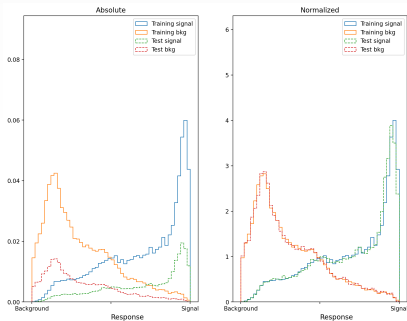 Absolute
Training signal
Training bkg
Test signal
Test bkg
0.08
0.06
0.04
0.02
0.00
Background
Signal
Response
Normalized
Training signal
Training bkg
Test signal
Test bkg
6
5
4
3
2
1
0
Background
Signal
Response